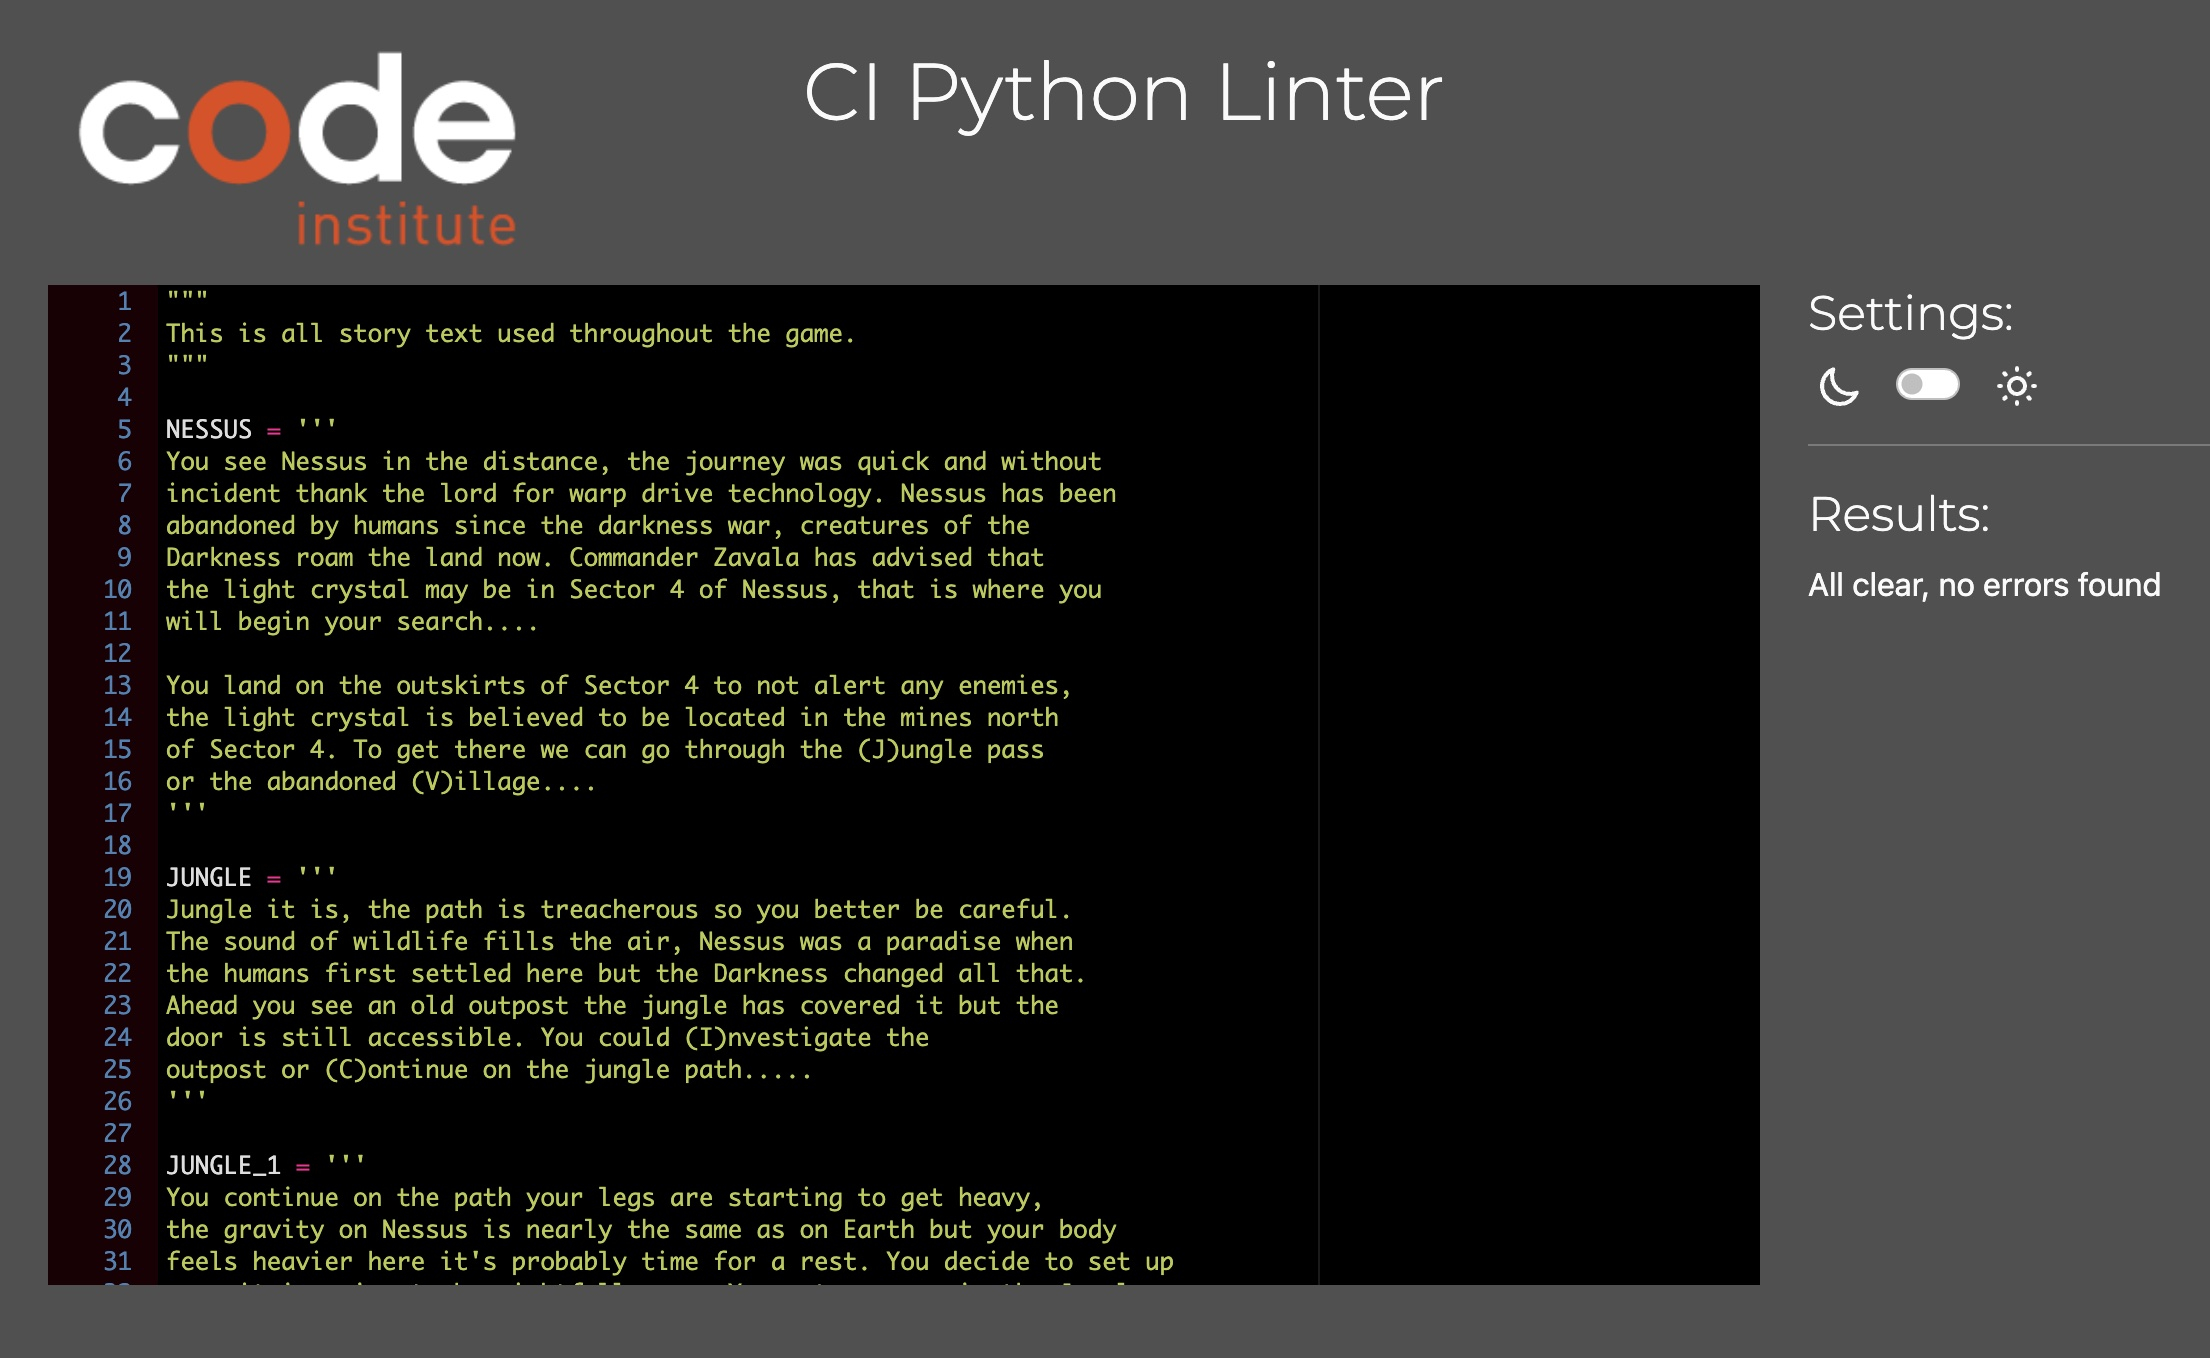 code
institute
CI Python Linter
1 """
2 This is all story text used throughout the game.
3 """
4
5 NESSUS = '''
6 You see Nessus in the distance, the journey was quick and without
7 incident thank the lord for warp drive technology. Nessus has been
8 abandoned by humans since the darkness war, creatures of the
9 Darkness roam the land now. Commander Zavala has advised that
10 the light crystal may be in Sector 4 of Nessus, that is where you
11 will begin your search....
12
13 You land on the outskirts of Sector 4 to not alert any enemies,
14 the light crystal is believed to be located in the mines north
15 of Sector 4. To get there we can go through the (J)ungle pass
16 or the abandoned (V)illage....
17 '''
18
19 JUNGLE = '''
20 Jungle it is, the path is treacherous so you better be careful.
21 The sound of wildlife fills the air, Nessus was a paradise when
22 the humans first settled here but the Darkness changed all that.
23 Ahead you see an old outpost the jungle has covered it but the
24 door is still accessible. You could (I)nvestigate the
25 outpost or (C)ontinue on the jungle path.....
26 '''
27
28 JUNGLE_1 = '''
29 You continue on the path your legs are starting to get heavy,
30 the gravity on Nessus is nearly the same as on Earth but your body
31 feels heavier here it's probably time for a rest. You decide to set up
Settings:
Results:
All clear, no errors found